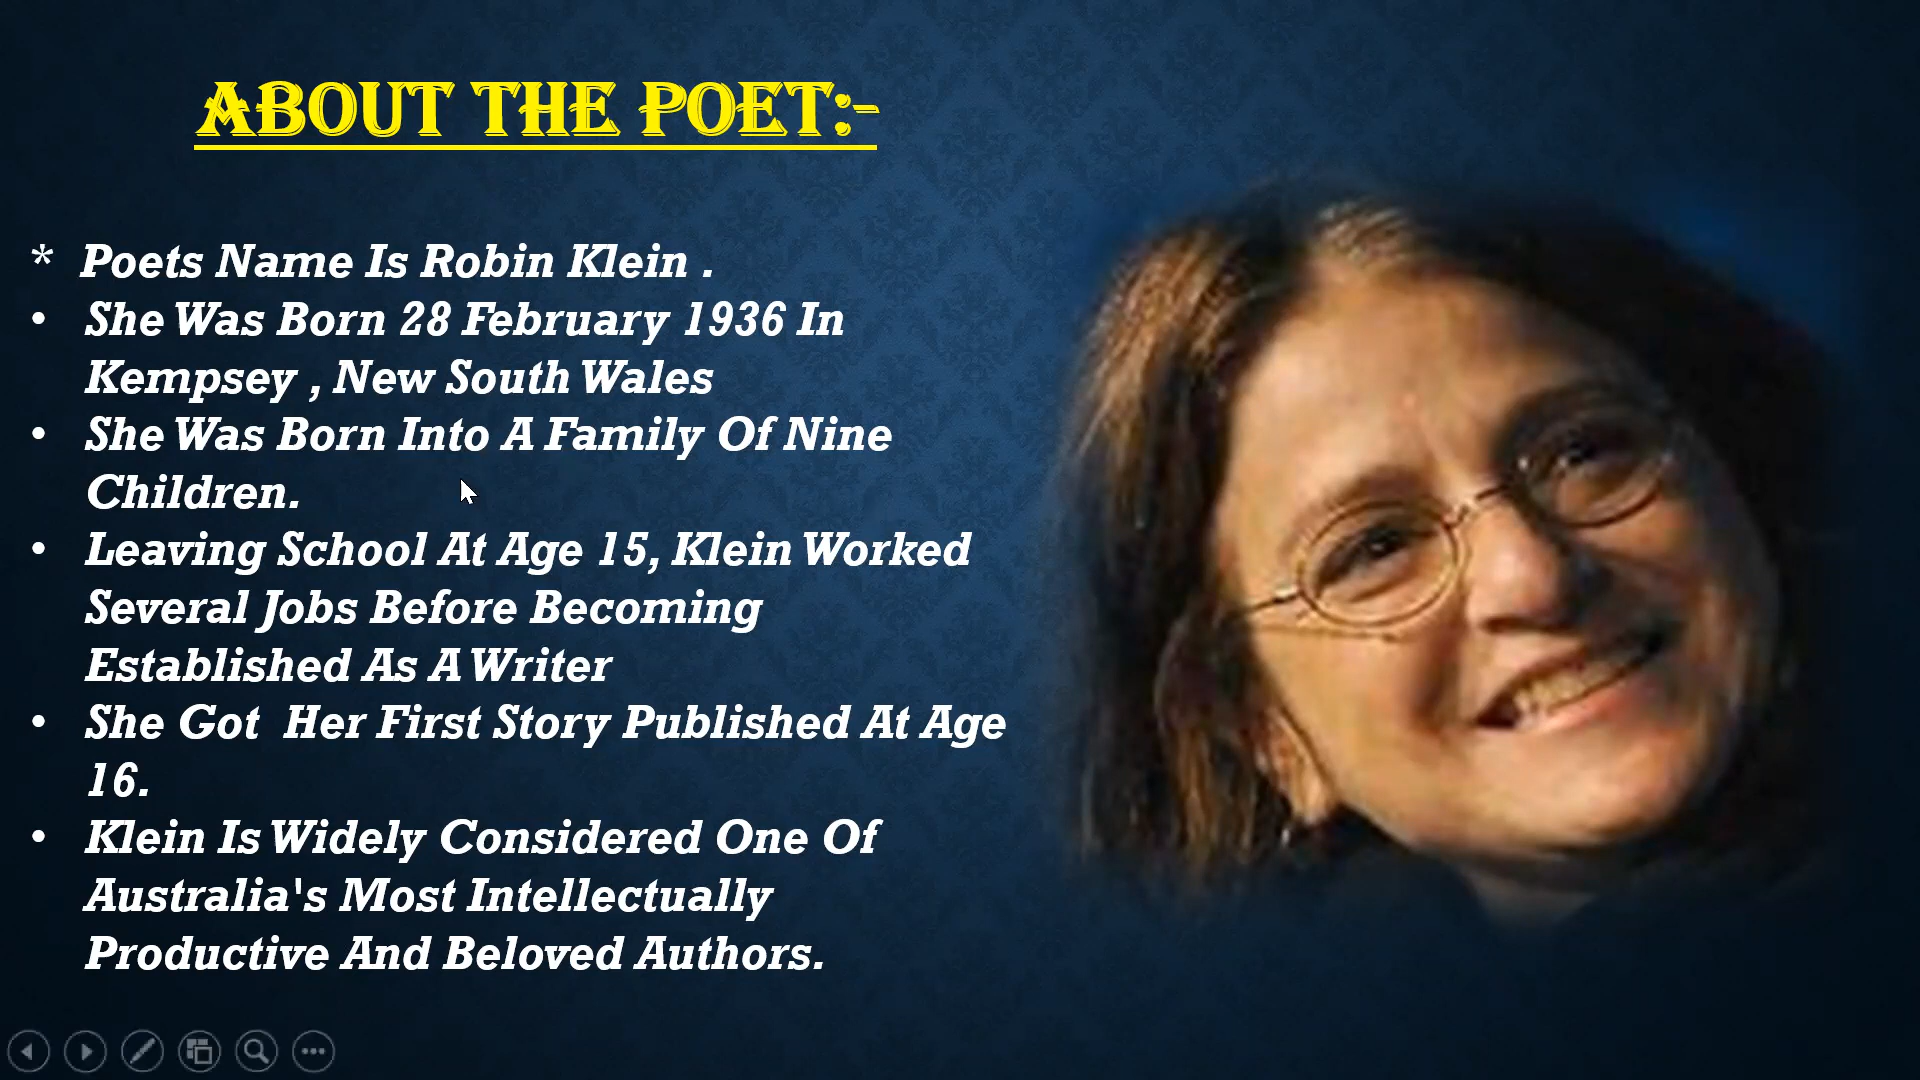 ABOUT THE POET:-
* Poets Name Is Robin Klein .
• She Was Born 28 February 1936 In
Kempsey , New South Wales
• She Was Born Into A Family Of Nine
Children.
• Leaving School At Age 15, Klein Worked
Several Jobs Before Becoming
Established As A Writer
• She Got  Her First Story Published At Age
16.
• Klein Is Widely Considered One Of
Australia's Most Intellectually
Productive And Beloved Authors.